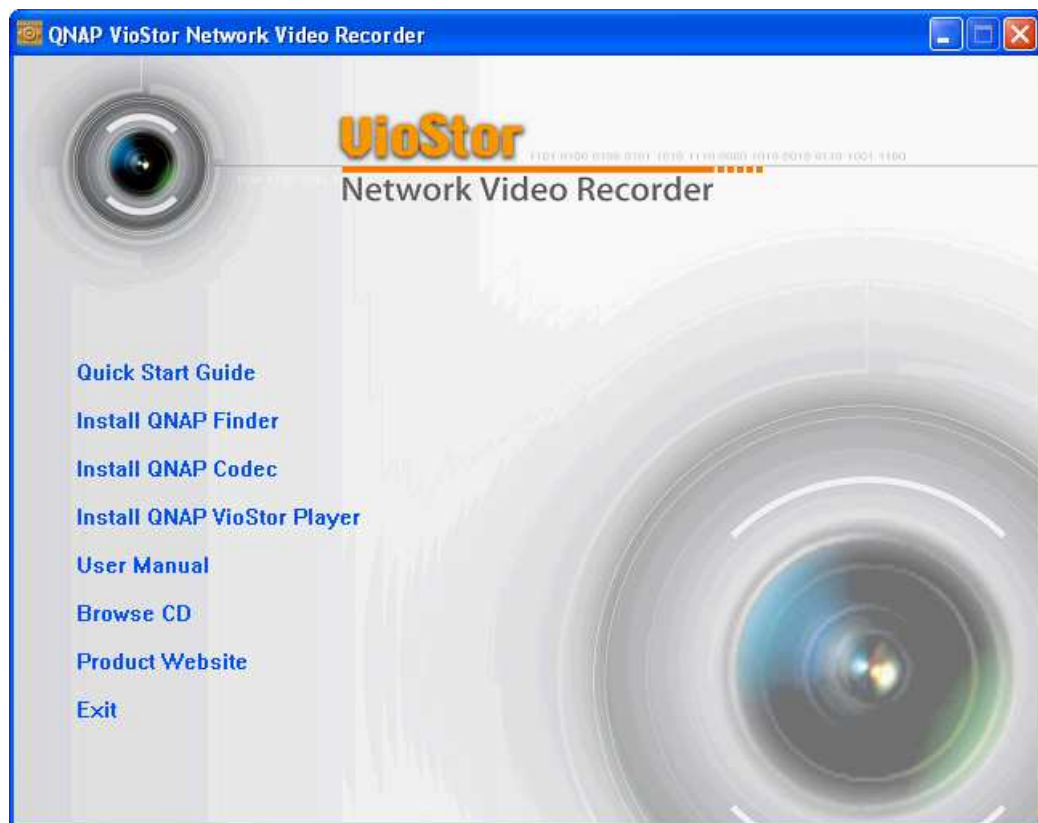 QNAP VioStor Network Video Recorder
VioStor
Network Video Recorder
Quick Start Guide
Install QNAP Finder
Install QNAP Codec
Install QNAP VioStor Player
User Manual
Browse CD
Product Website
Exit